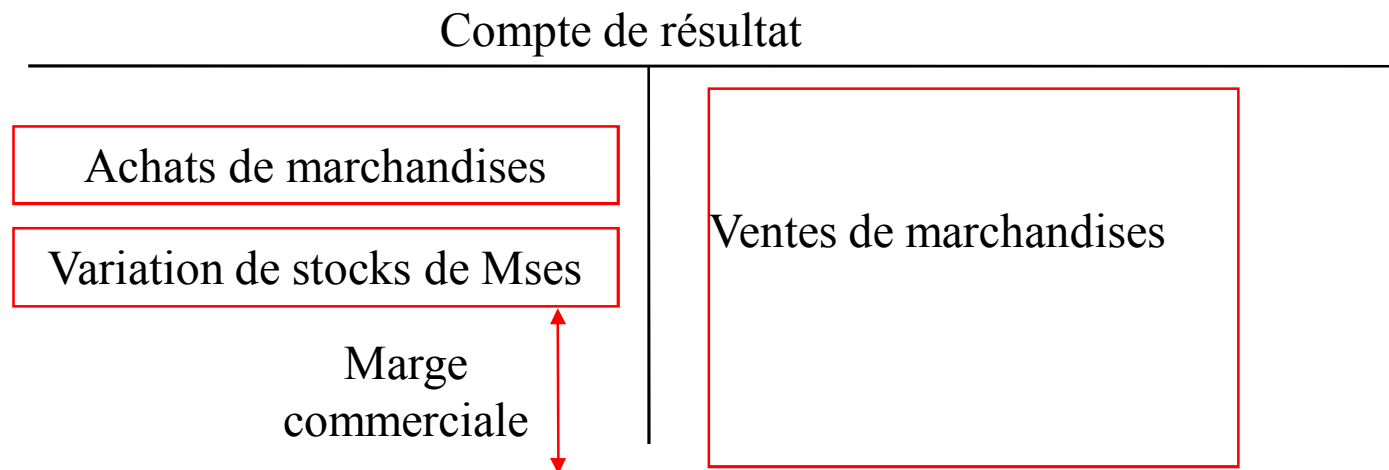 Compte de résultat
Achats de marchandises
Variation de stocks de Mses
Marge
commerciale
Ventes de marchandises